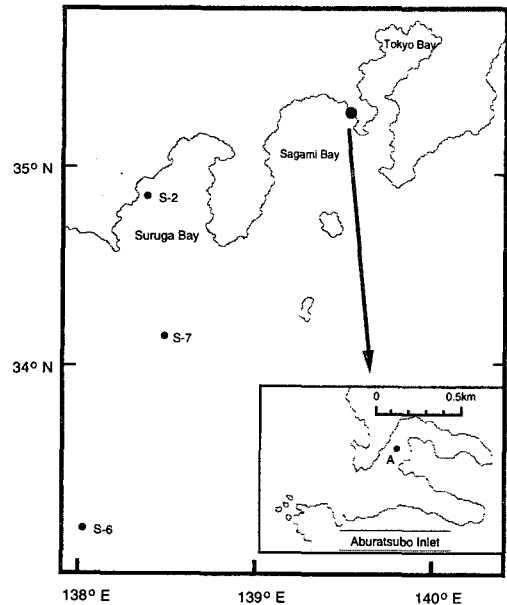 Tokyo Bay
Sagami Bay
35° N
S-2
Suruga Bay
S-7
34° N
0 0.5km
A
S-6
Aburatsubo Inlet
138° E 139° E 140° E